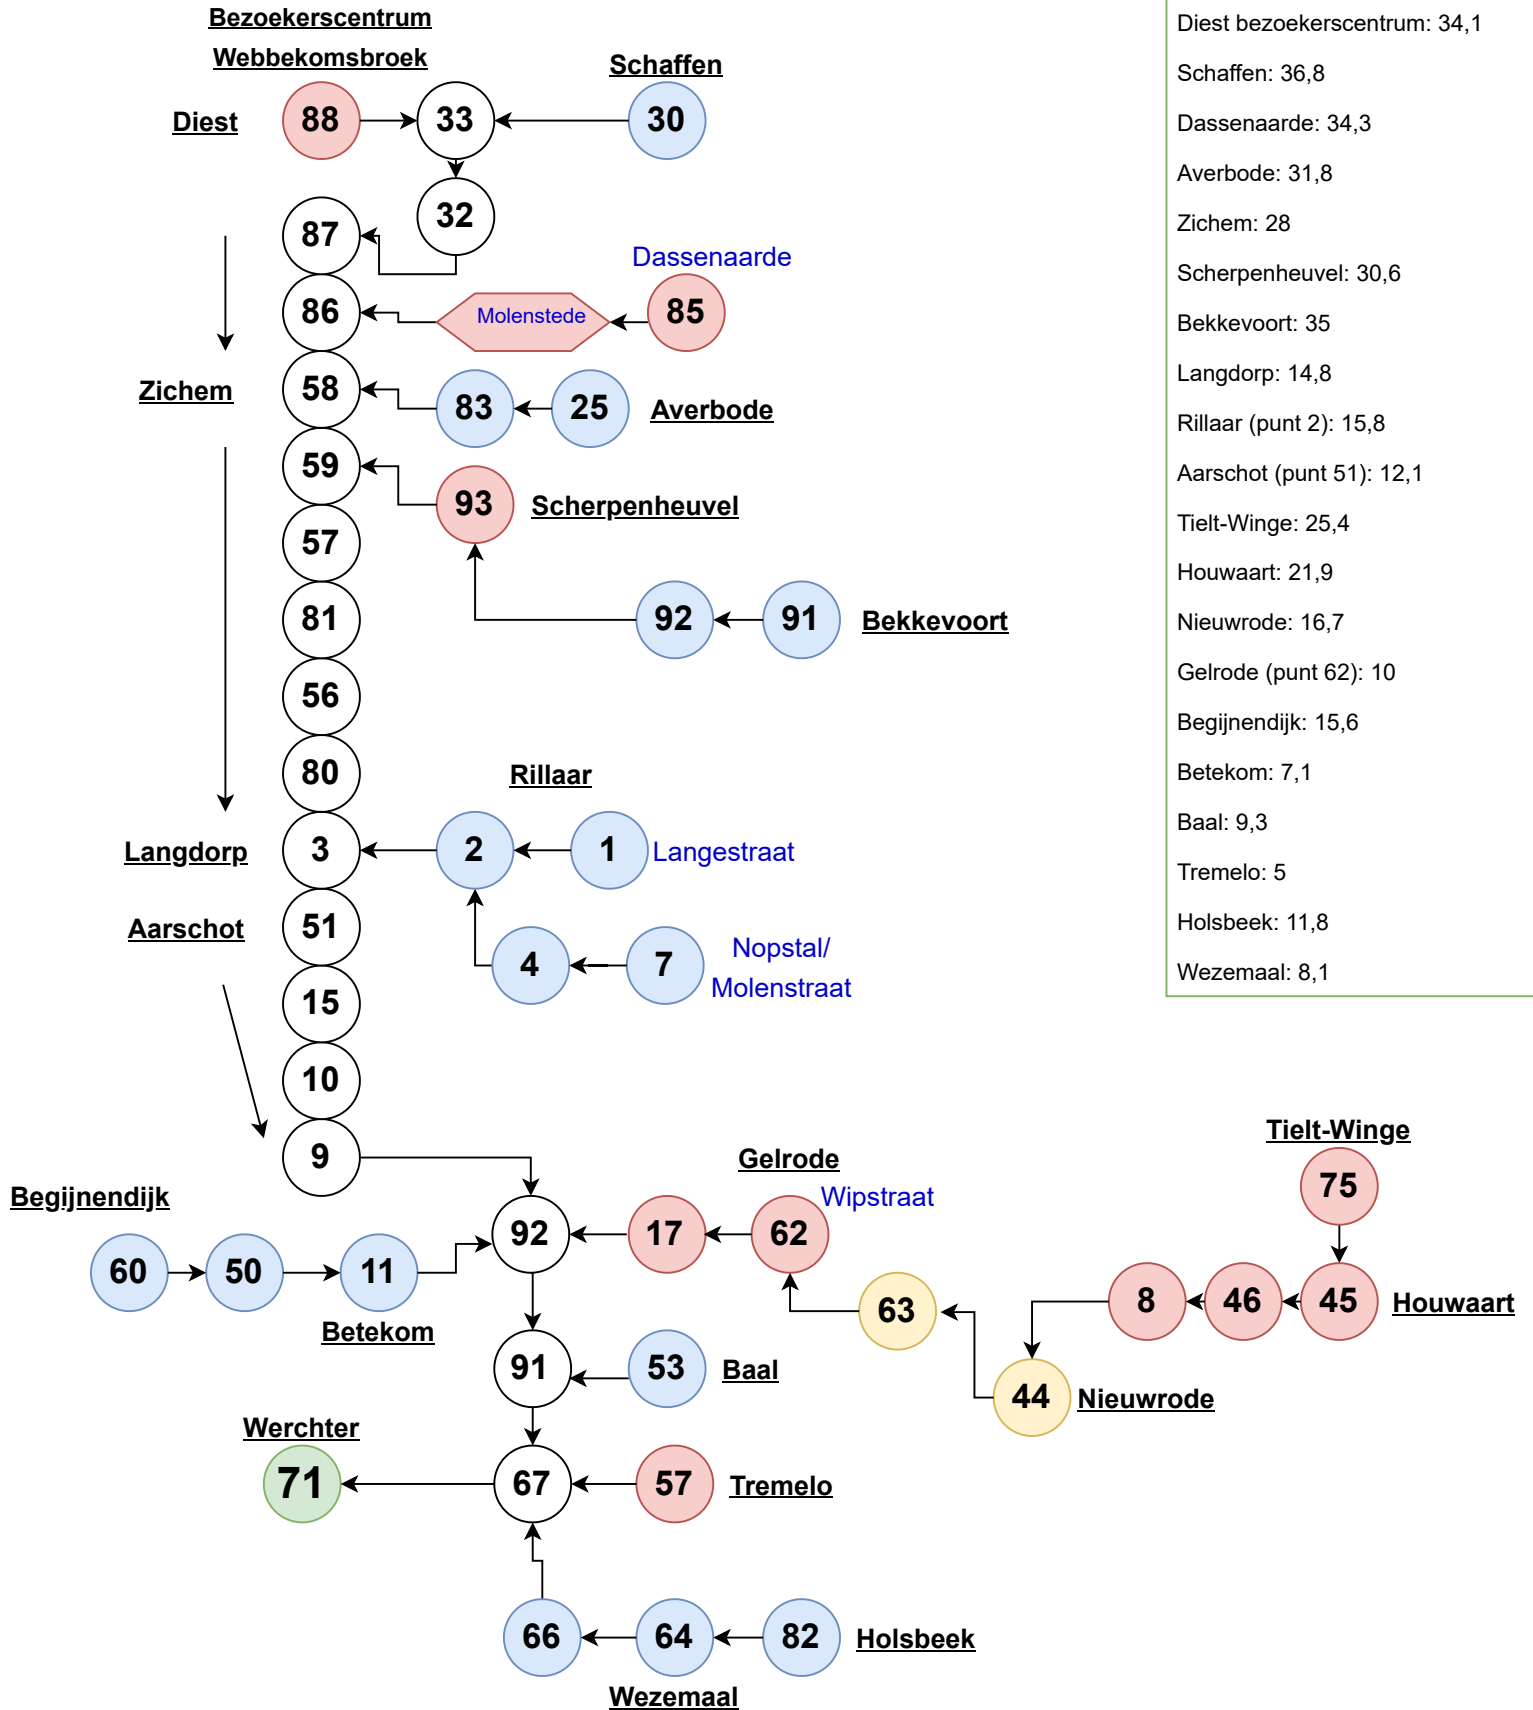 Bezoekerscentrum
Webbekomsbroek
Schaffen
Diest
88
33
30
32
87
Dassenaarde
86
Molenstede
85
Zichem
58
83
25
Averbode
59
93
Scherpenheuvel
57
81
92
91
Bekkevoort
56
80
Rillaar
Langdorp
3
2
1
Langestraat
Aarschot
51
4
7
Nopstal/
Molenstraat
15
10
9
Tielt-Winge
75
Gelrode
Wipstraat
Begijnendijk
92
17
62
60
50
11
63
8
46
45
Houwaart
Betekom
91
53
Baal
44
Nieuwrode
Werchter
71
67
57
Tremelo
66
64
82
Holsbeek
Wezemaal
Diest bezoekerscentrum: 34,1
Schaffen: 36,8
Dassenaarde: 34,3
Averbode: 31,8
Zichem: 28
Scherpenheuvel: 30,6
Bekkevoort: 35
Langdorp: 14,8
Rillaar (punt 2): 15,8
Aarschot (punt 51): 12,1
Tielt-Winge: 25,4
Houwaart: 21,9
Nieuwrode: 16,7
Gelrode (punt 62): 10
Begijnendijk: 15,6
Betekom: 7,1
Baal: 9,3
Tremelo: 5
Holsbeek: 11,8
Wezemaal: 8,1